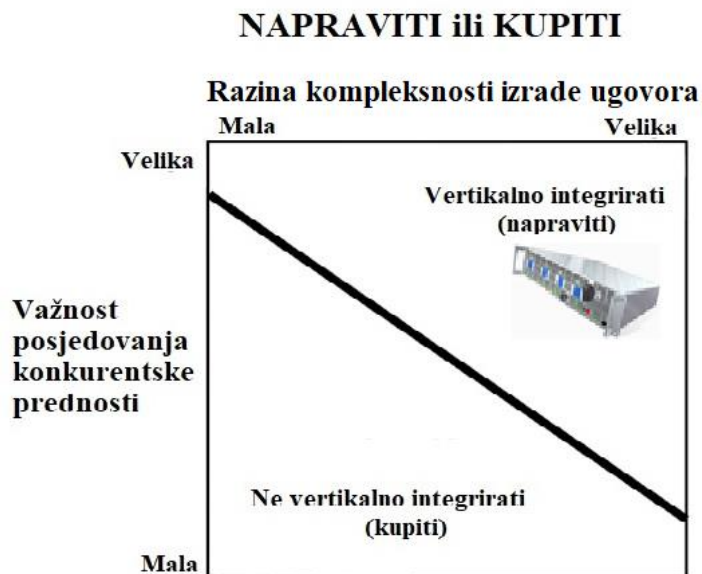 NAPRAVITI ili KUPITI
Razina kompleksnosti izrade ugovora
Mala
Velika
Velika
Vertikalno integrirati
(napraviti)
Važnost
posjedovanja
konkurentske
prednosti
Ne vertikalno integrirati
(kupiti)
Mala